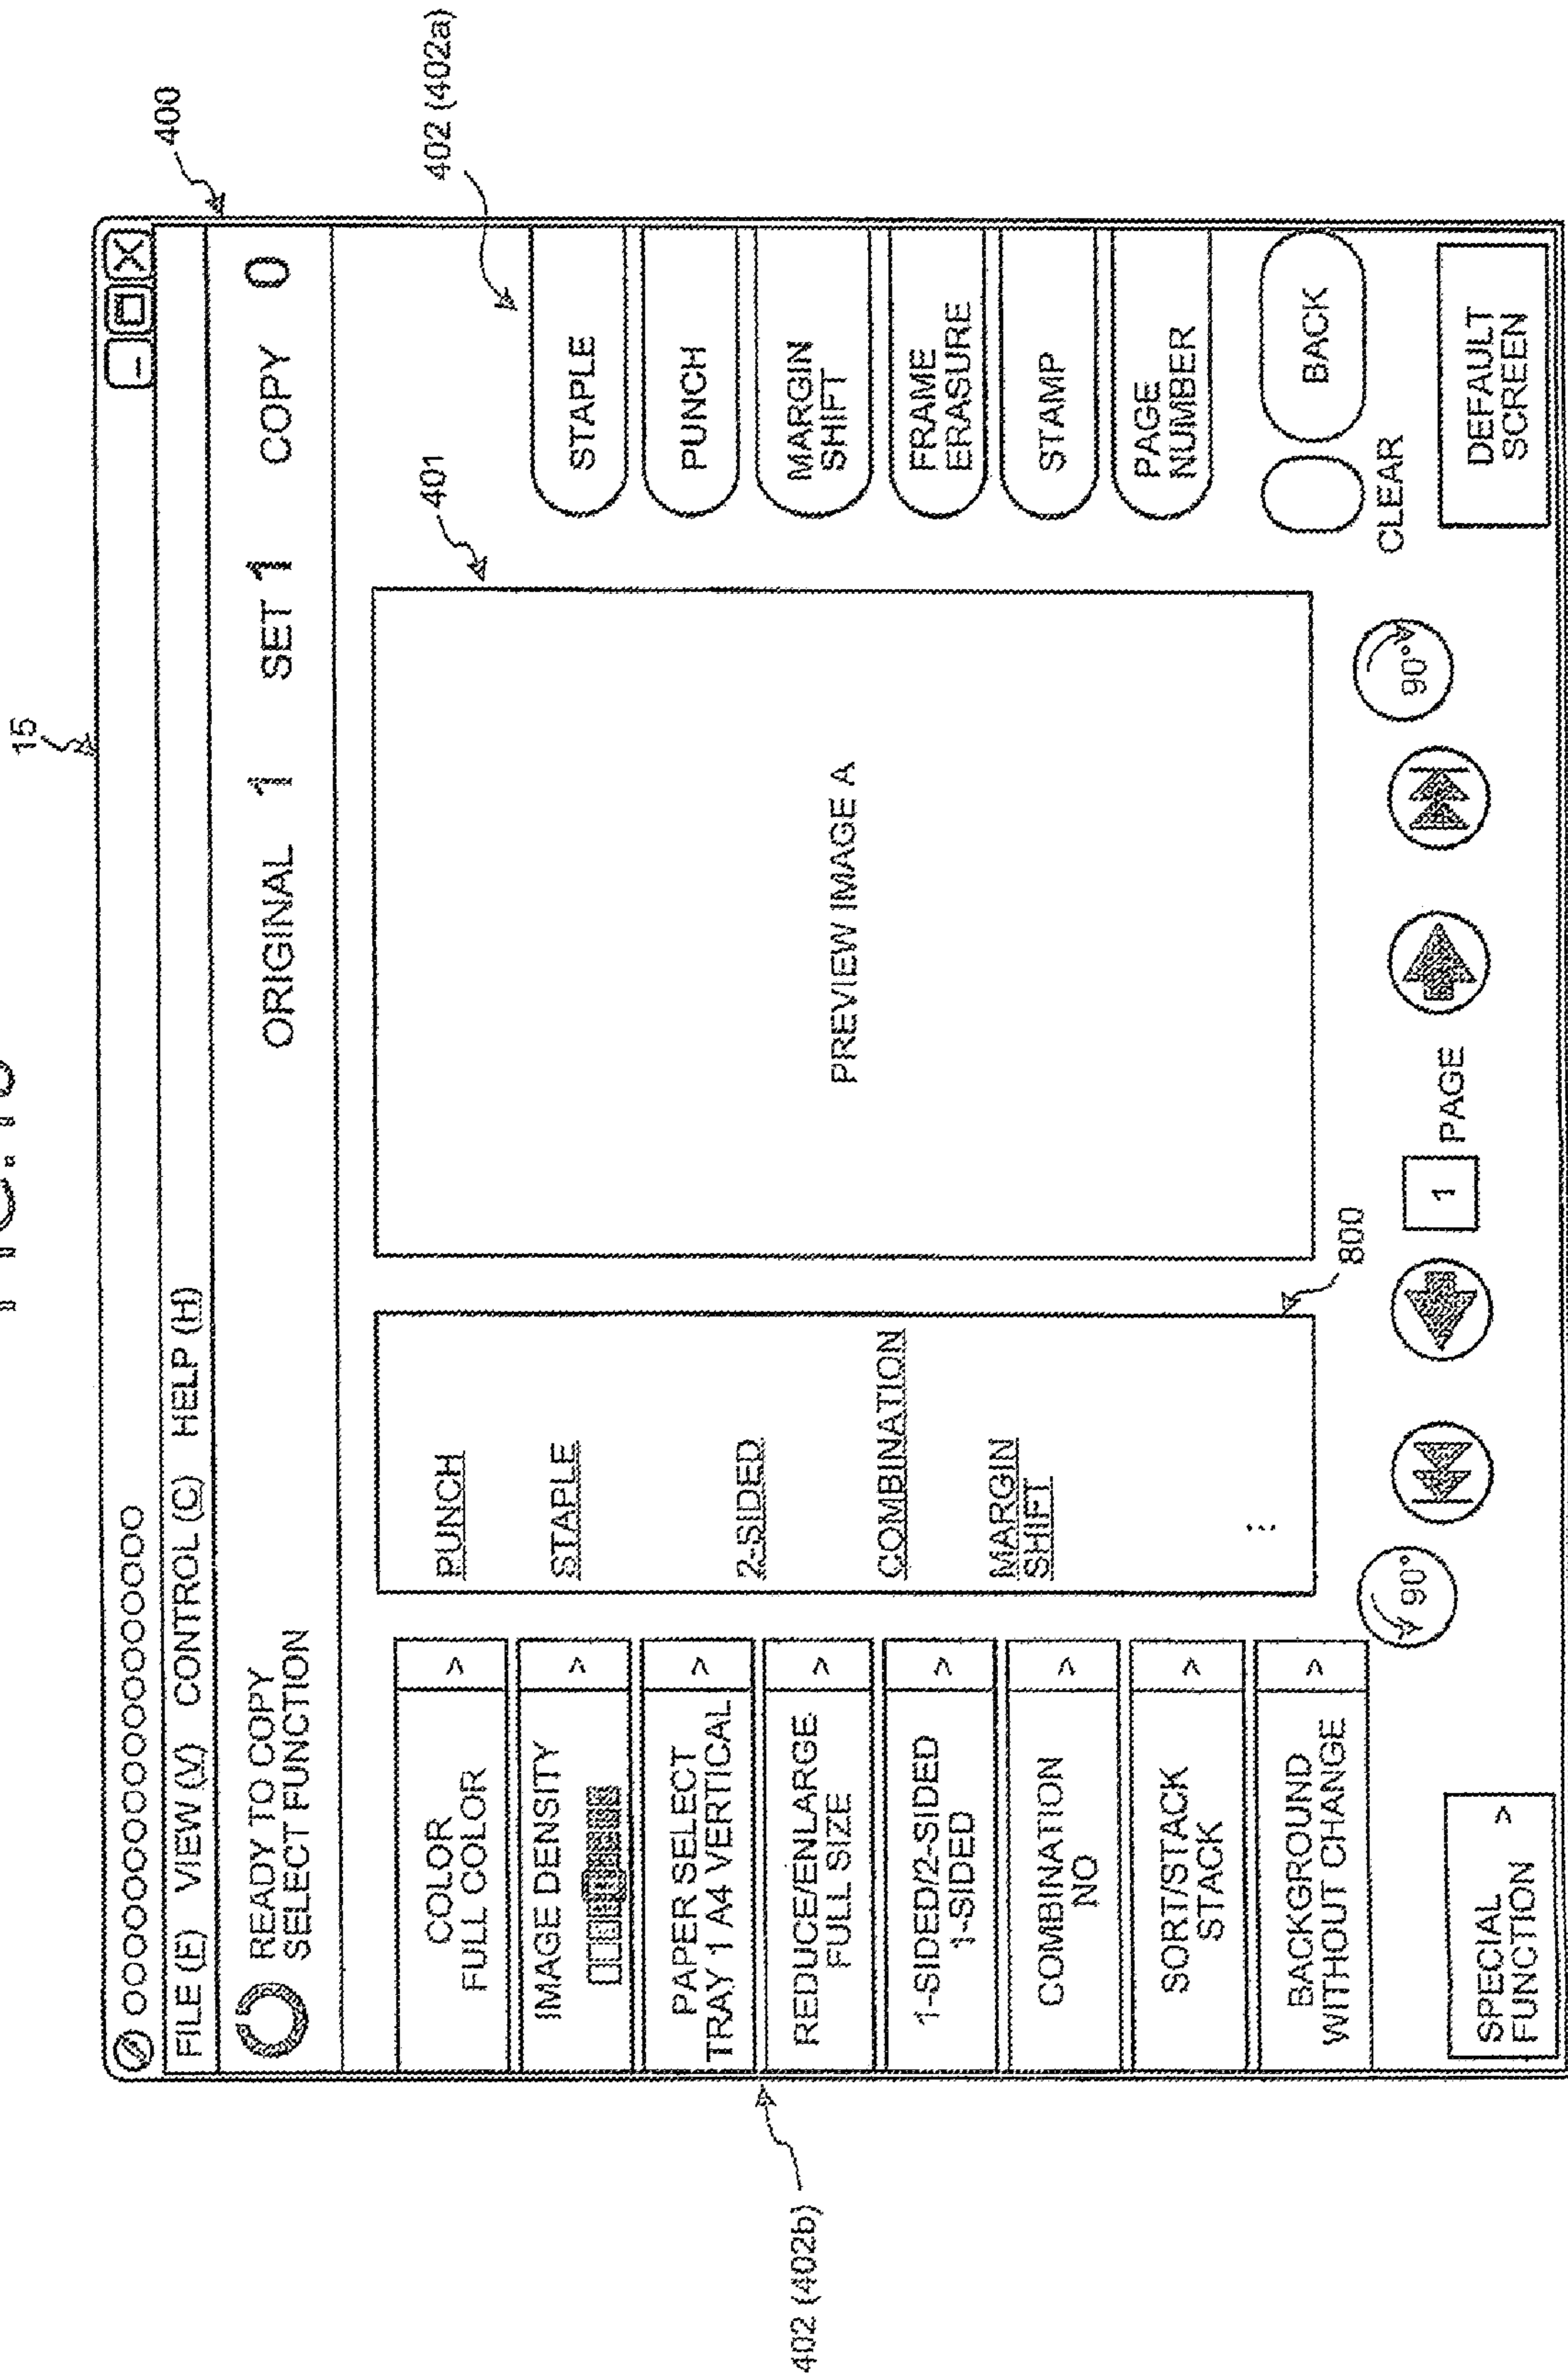 15
400
OOOOOOOOOOOOOO
FILE (F) VIEW (V) CONTROL (C) HELP (H)
READY TO COPY
SELECT FUNCTION
ORIGINAL 1 SET 1 COPY 0
402 (402b)
COLOR
FULL COLOR
>
IMAGE DENSITY
>
PAPER SELECT
TRAY 1 A4 VERTICAL
>
REDUCE/ENLARGE
FULL SIZE
>
1-SIDED/2-SIDED
1-SIDED
>
COMBINATION
NO
>
SORT/STACK
STACK
>
BACKGROUND
WITHOUT CHANGE
>
SPECIAL
FUNCTION >
PUNCH
STAPLE
2-SIDED
COMBINATION
MARGIN
SHIFT
...
800
401
PREVIEW IMAGE A
402 (402a)
STAPLE
PUNCH
MARGIN
SHIFT
FRAME
ERASURE
STAMP
PAGE
NUMBER
BACK
CLEAR
DEFAULT
SCREEN
90°
1 PAGE
90°